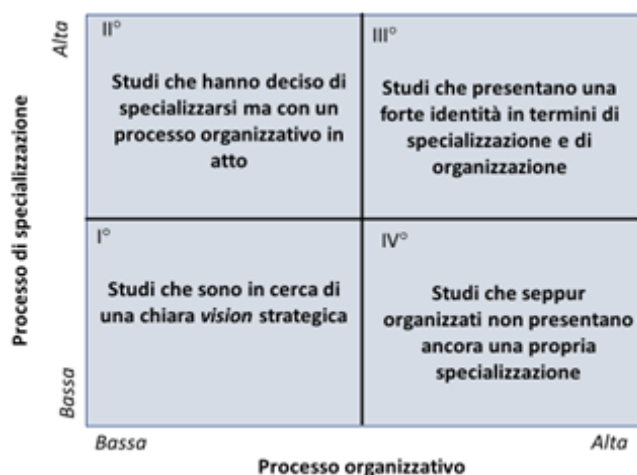 Alta
Processo di specializzazione
Bassa
II°
Studi che hanno deciso di
specializzarsi ma con un
processo organizzativo in
atto
III°
Studi che presentano una
forte identità in termini di
specializzazione e di
organizzazione
I°
Studi che sono in cerca di
una chiara vision strategica
IV°
Studi che seppur
organizzati non presentano
ancora una propria
specializzazione
Bassa
Alta
Processo organizzativo